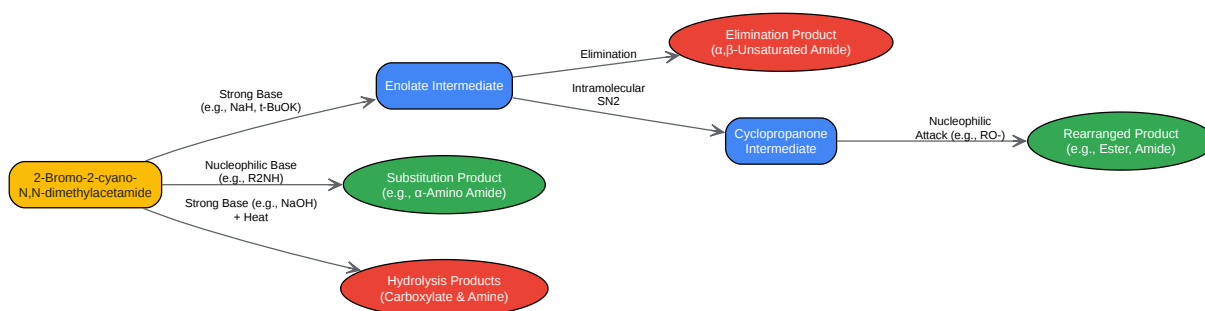 Elimination Product
(α,β-Unsaturated Amide)
Elimination
Enolate Intermediate
Strong Base
(e.g., NaH, t-BuOK)
Intramolecular
SN2
Cyclopropanone
Intermediate
Nucleophilic
Attack (e.g., RO-)
Rearranged Product
(e.g., Ester, Amide)
2-Bromo-2-cyano-
N,N-dimethylacetamide
Nucleophilic Base
(e.g., R2NH)
Substitution Product
(e.g., α-Amino Amide)
Strong Base (e.g., NaOH)
+ Heat
Hydrolysis Products
(Carboxylate & Amine)